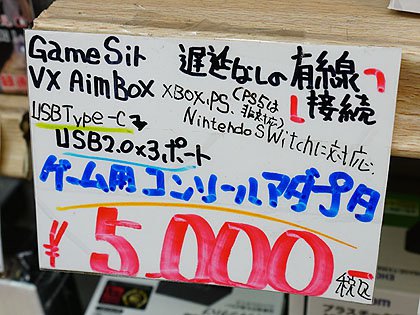 GameSir
VX AimBox
遅延なしの有線
接続
XBOX、PS、(PS5は非対応)
Nintendo Switchに対応
USB Type-C
USB2.0×3ポート
ゲーム用コンソールアダプタ
¥5,000
税込